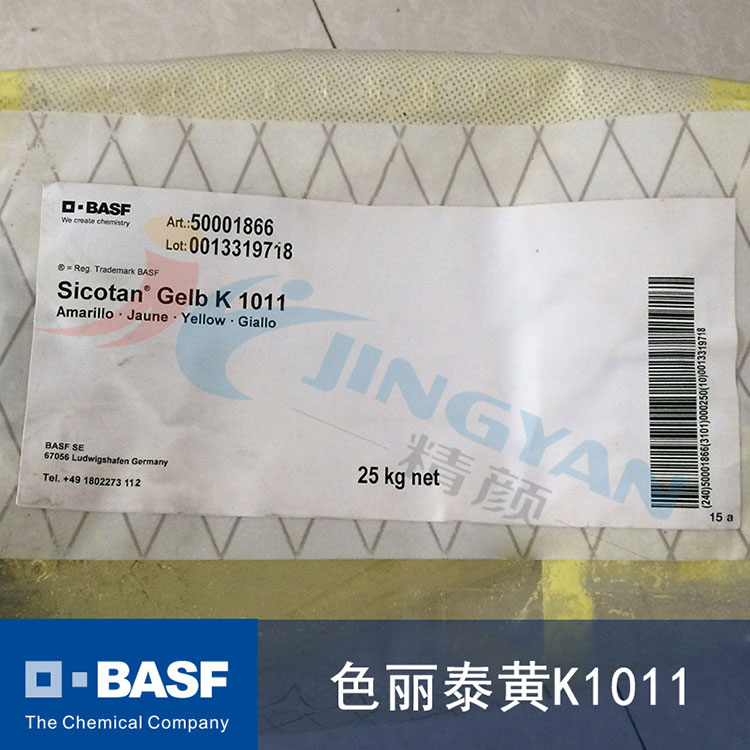 BASF
We create chemistry
Art.:50001866
Lot:0013319718
® = Reg. Trademark BASF
Sicotan® Gelb K 1011
Amarillo · Jaune · Yellow · Giallo
JINGYAN
精颜
BASF SE
67056 Ludwigshafen Germany
Tel. +49 1802273 112
25 kg net
(240)50001866(3101)000250(10)0013319718
15 a
BASF
The Chemical Company
色丽泰黄K1011